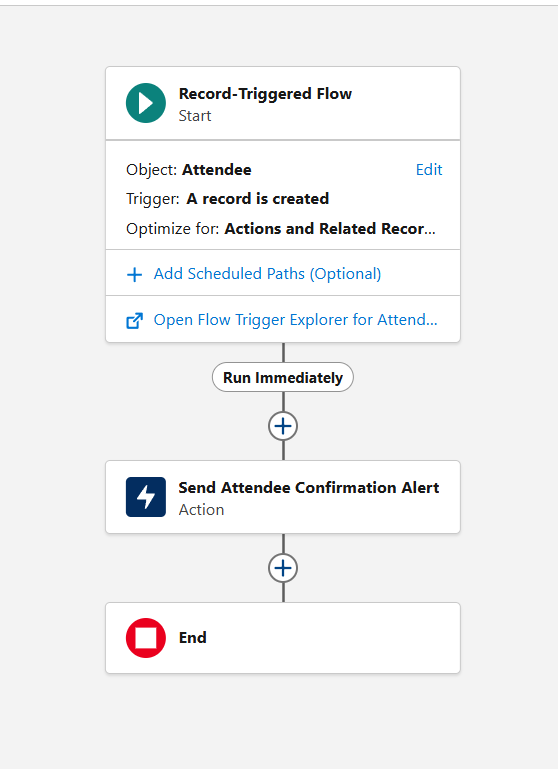 Record-Triggered Flow
Start
Object: Attendee Edit
Trigger: A record is created
Optimize for: Actions and Related Recor...
Add Scheduled Paths (Optional)
Open Flow Trigger Explorer for Attend...
Run Immediately
Send Attendee Confirmation Alert
Action
End